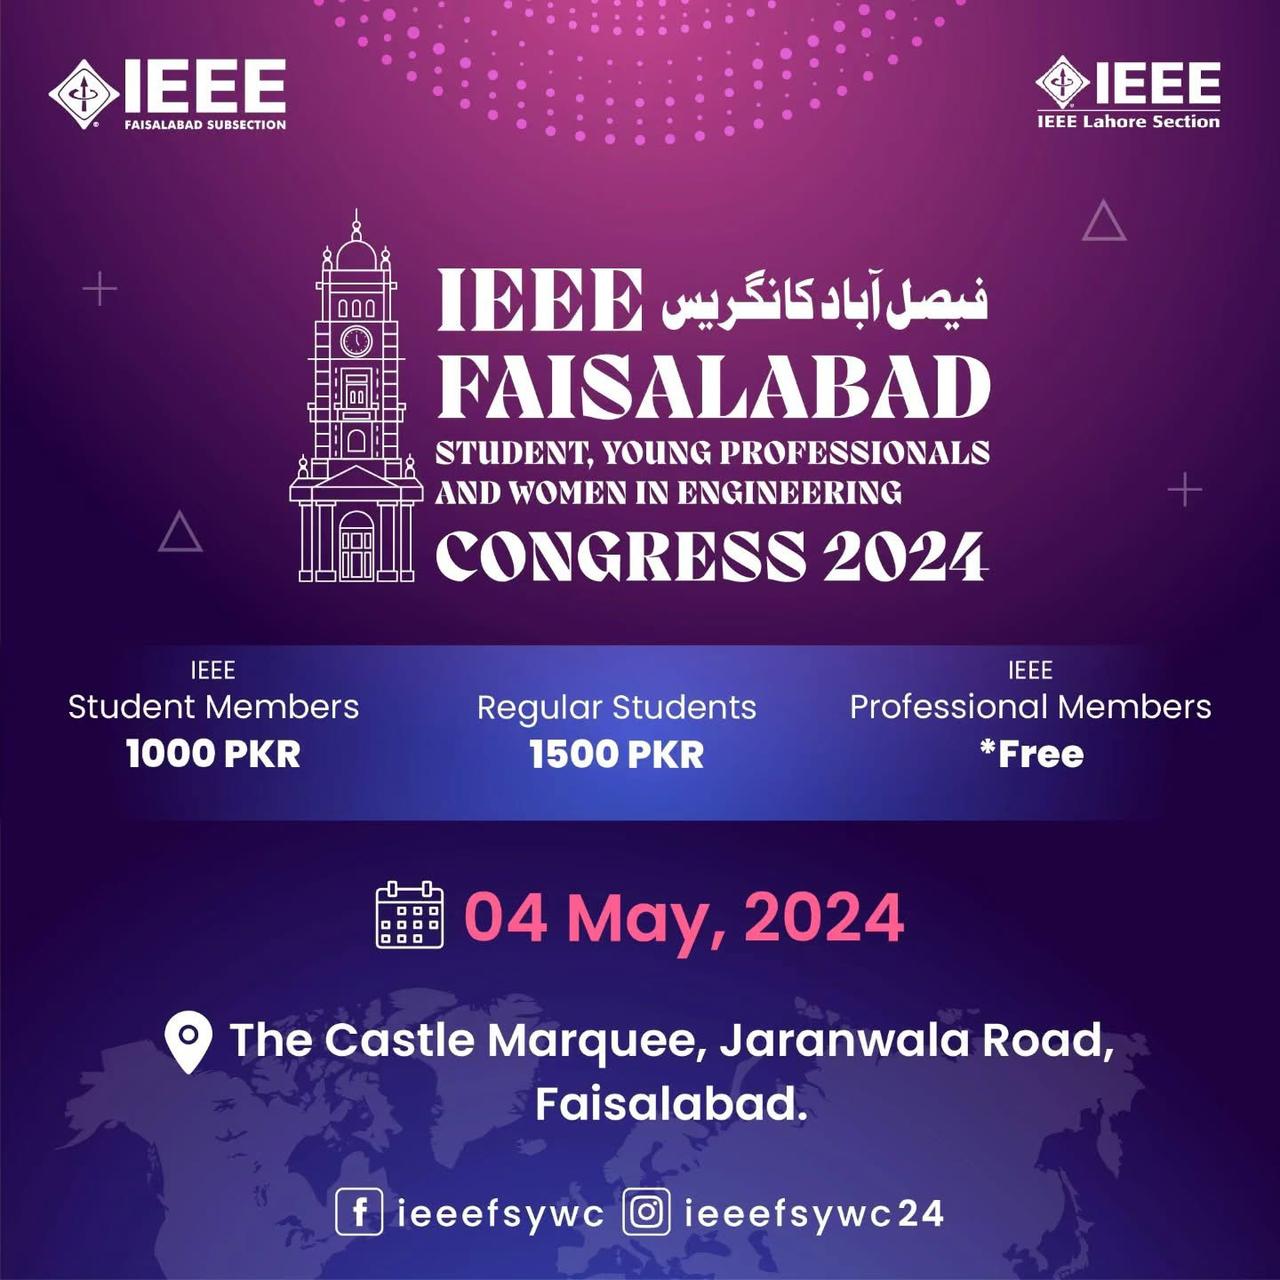 IEEE
FAISALABAD SUBSECTION
IEEE
IEEE Lahore Section
IEEE فیصل آباد کانگریس
FAISALABAD
STUDENT, YOUNG PROFESSIONALS
AND WOMEN IN ENGINEERING
CONGRESS 2024
IEEE
Student Members
1000 PKR
Regular Students
1500 PKR
IEEE
Professional Members
*Free
04 May, 2024
The Castle Marquee, Jaranwala Road,
Faisalabad.
f ieeefsywc ieeefsywc24